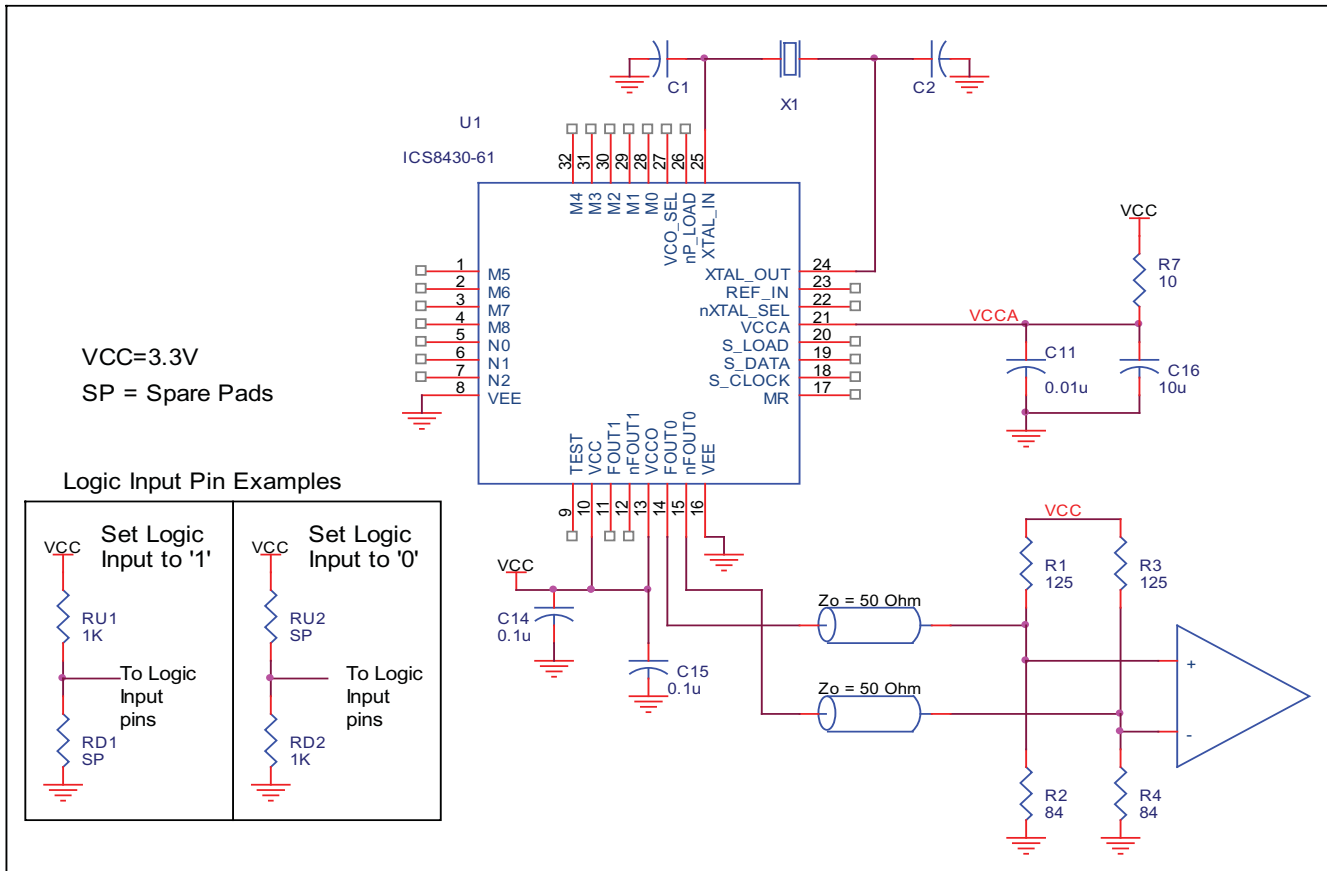 C1
X1
C2
U1
ICS8430-61
32
31
30
29
28
27
26
25
M4
M3
M2
M1
M0
VCO_SEL
nP_LOAD
XTAL_IN
1
2
3
4
5
6
7
8
M5
M6
M7
M8
N0
N1
N2
VEE
XTAL_OUT
REF_IN
nXTAL_SEL
VCCA
S_LOAD
S_DATA
S_CLOCK
MR
24
23
22
21
20
19
18
17
TEST
VCC
FOUT1
nFOUT1
VCCO
FOUT0
nFOUT0
VEE
9
10
11
12
13
14
15
16
VCC
R7
10
VCCA
C11
0.01u
C16
10u
VCC=3.3V
SP = Spare Pads
Logic Input Pin Examples
Set Logic
Input to '1'
VCC
RU1
1K
To Logic
Input
pins
RD1
SP
Set Logic
Input to '0'
VCC
RU2
SP
To Logic
Input
pins
RD2
1K
VCC
C14
0.1u
C15
0.1u
Zo = 50 Ohm
Zo = 50 Ohm
VCC
R1
125
R3
125
+
-
R2
84
R4
84